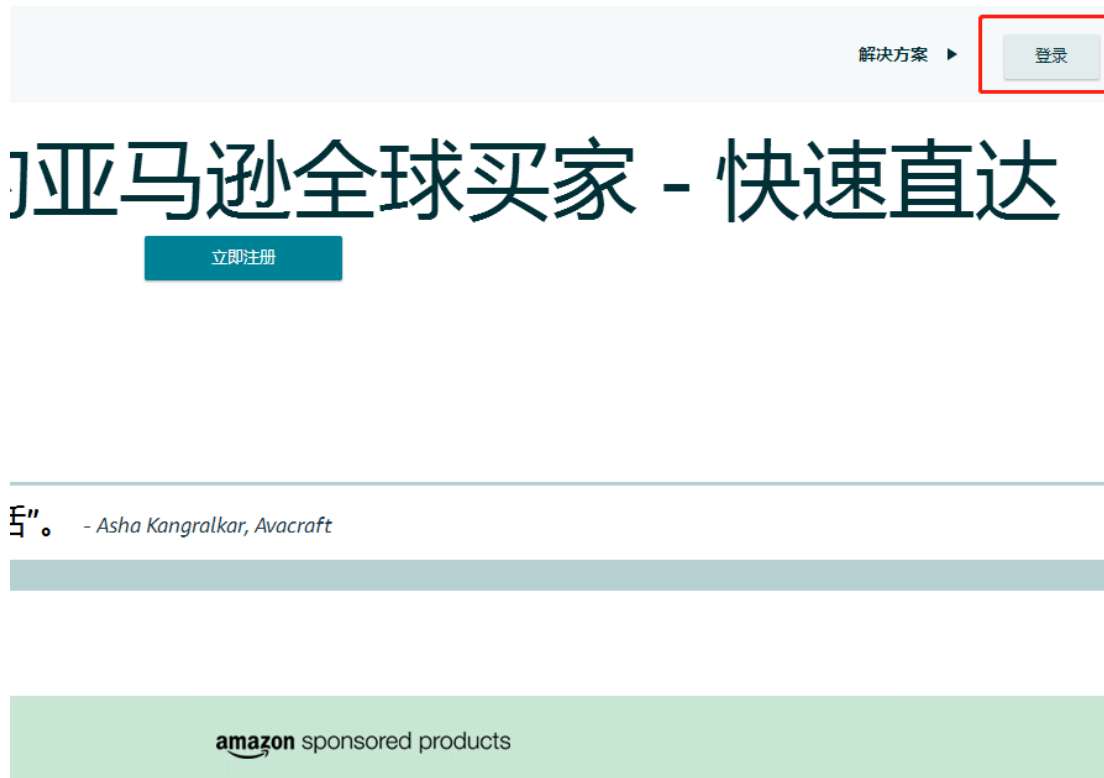 解决方案
登录
亚马逊全球买家 - 快速直达
立即注册
”。 - Asha Kangralkar, Avacraft
amazon sponsored products